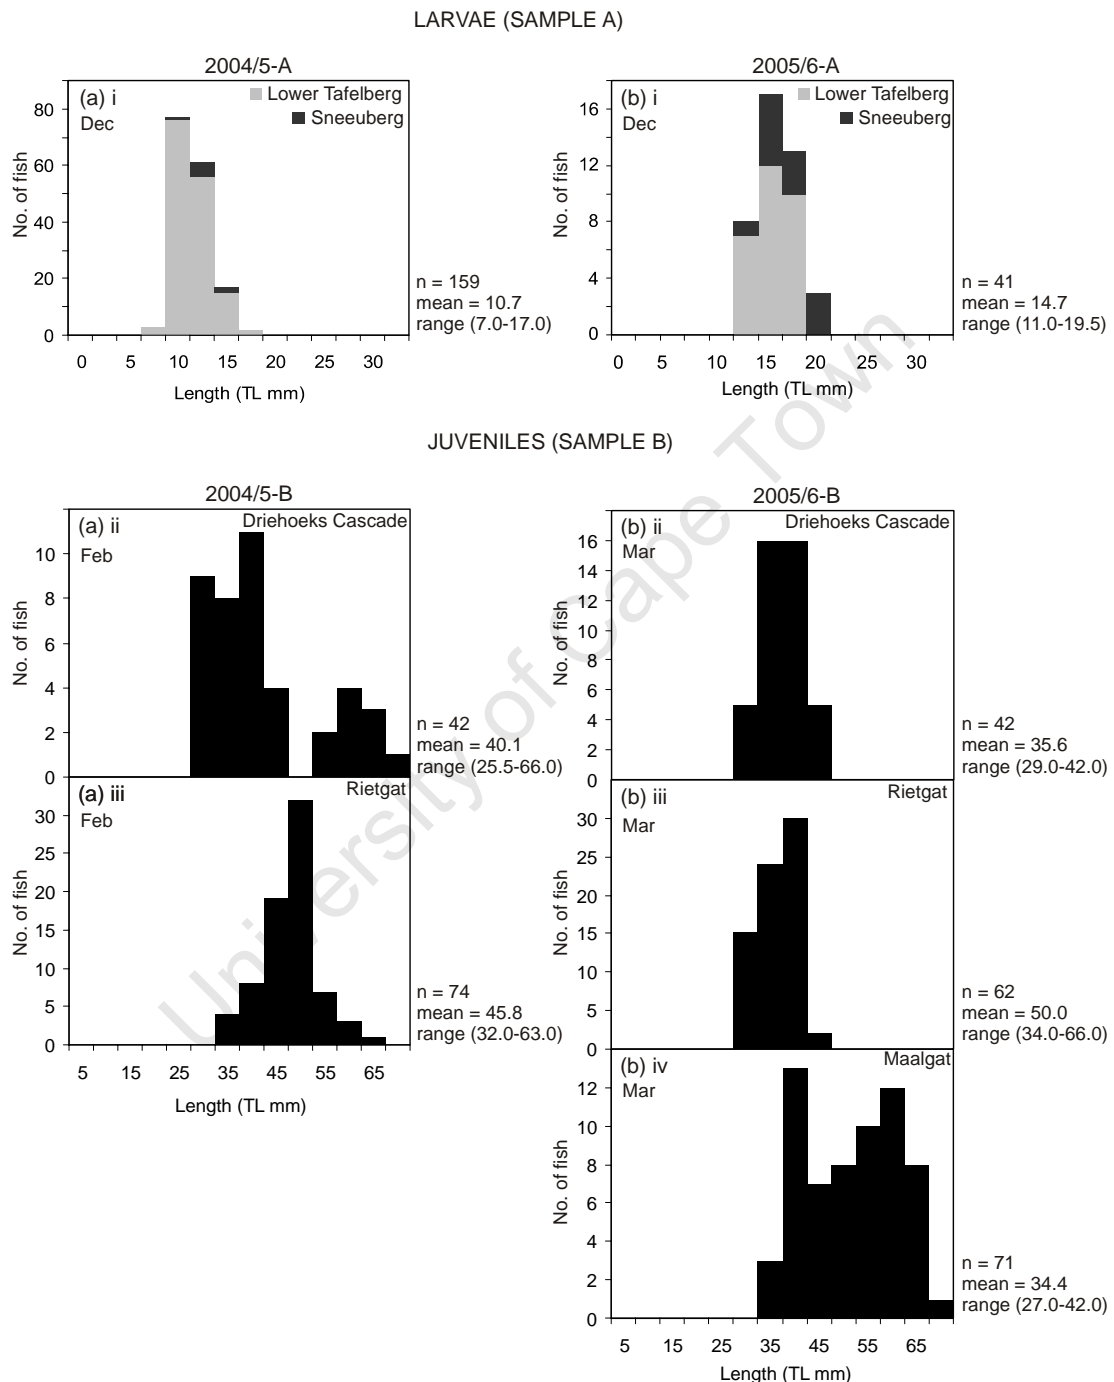 LARVAE (SAMPLE A)
2004/5-A
(a) i
Dec
Lower Tafelberg
Sneeuberg
No. of fish
80
60
40
20
0
0 5 10 15 30
n = 159
mean = 10.7
range (7.0-17.0)
Length (TL mm)
2005/6-A
(b) i
Dec
Lower Tafelberg
Sneeuberg
No. of fish
16
12
8
4
0
0 5 10 15 20 30
n = 41
mean = 14.7
range (11.0-19.5)
Length (TL mm)
JUVENILES (SAMPLE B)
2004/5-B
(a) ii
Feb
Driehoeks Cascade
No. of fish
10
8
6
4
2
0
n = 42
mean = 40.1
range (25.5-66.0)
(a) iii
Feb
Rietgat
No. of fish
30
25
20
15
10
5
0
5 15 25 35 45 55 65
n = 74
mean = 45.8
range (32.0-63.0)
Length (TL mm)
2005/6-B
(b) ii
Mar
Driehoeks Cascade
No. of fish
16
14
12
10
8
6
4
2
0
n = 42
mean = 35.6
range (29.0-42.0)
(b) iii
Mar
Rietgat
No. of fish
30
25
20
15
10
5
0
n = 62
mean = 50.0
range (34.0-66.0)
(b) iv
Mar
Maalgat
No. of fish
12
10
8
6
4
2
0
5 15 25 35 45 55 65
n = 71
mean = 34.4
range (27.0-42.0)
Length (TL mm)
University of Cape Town